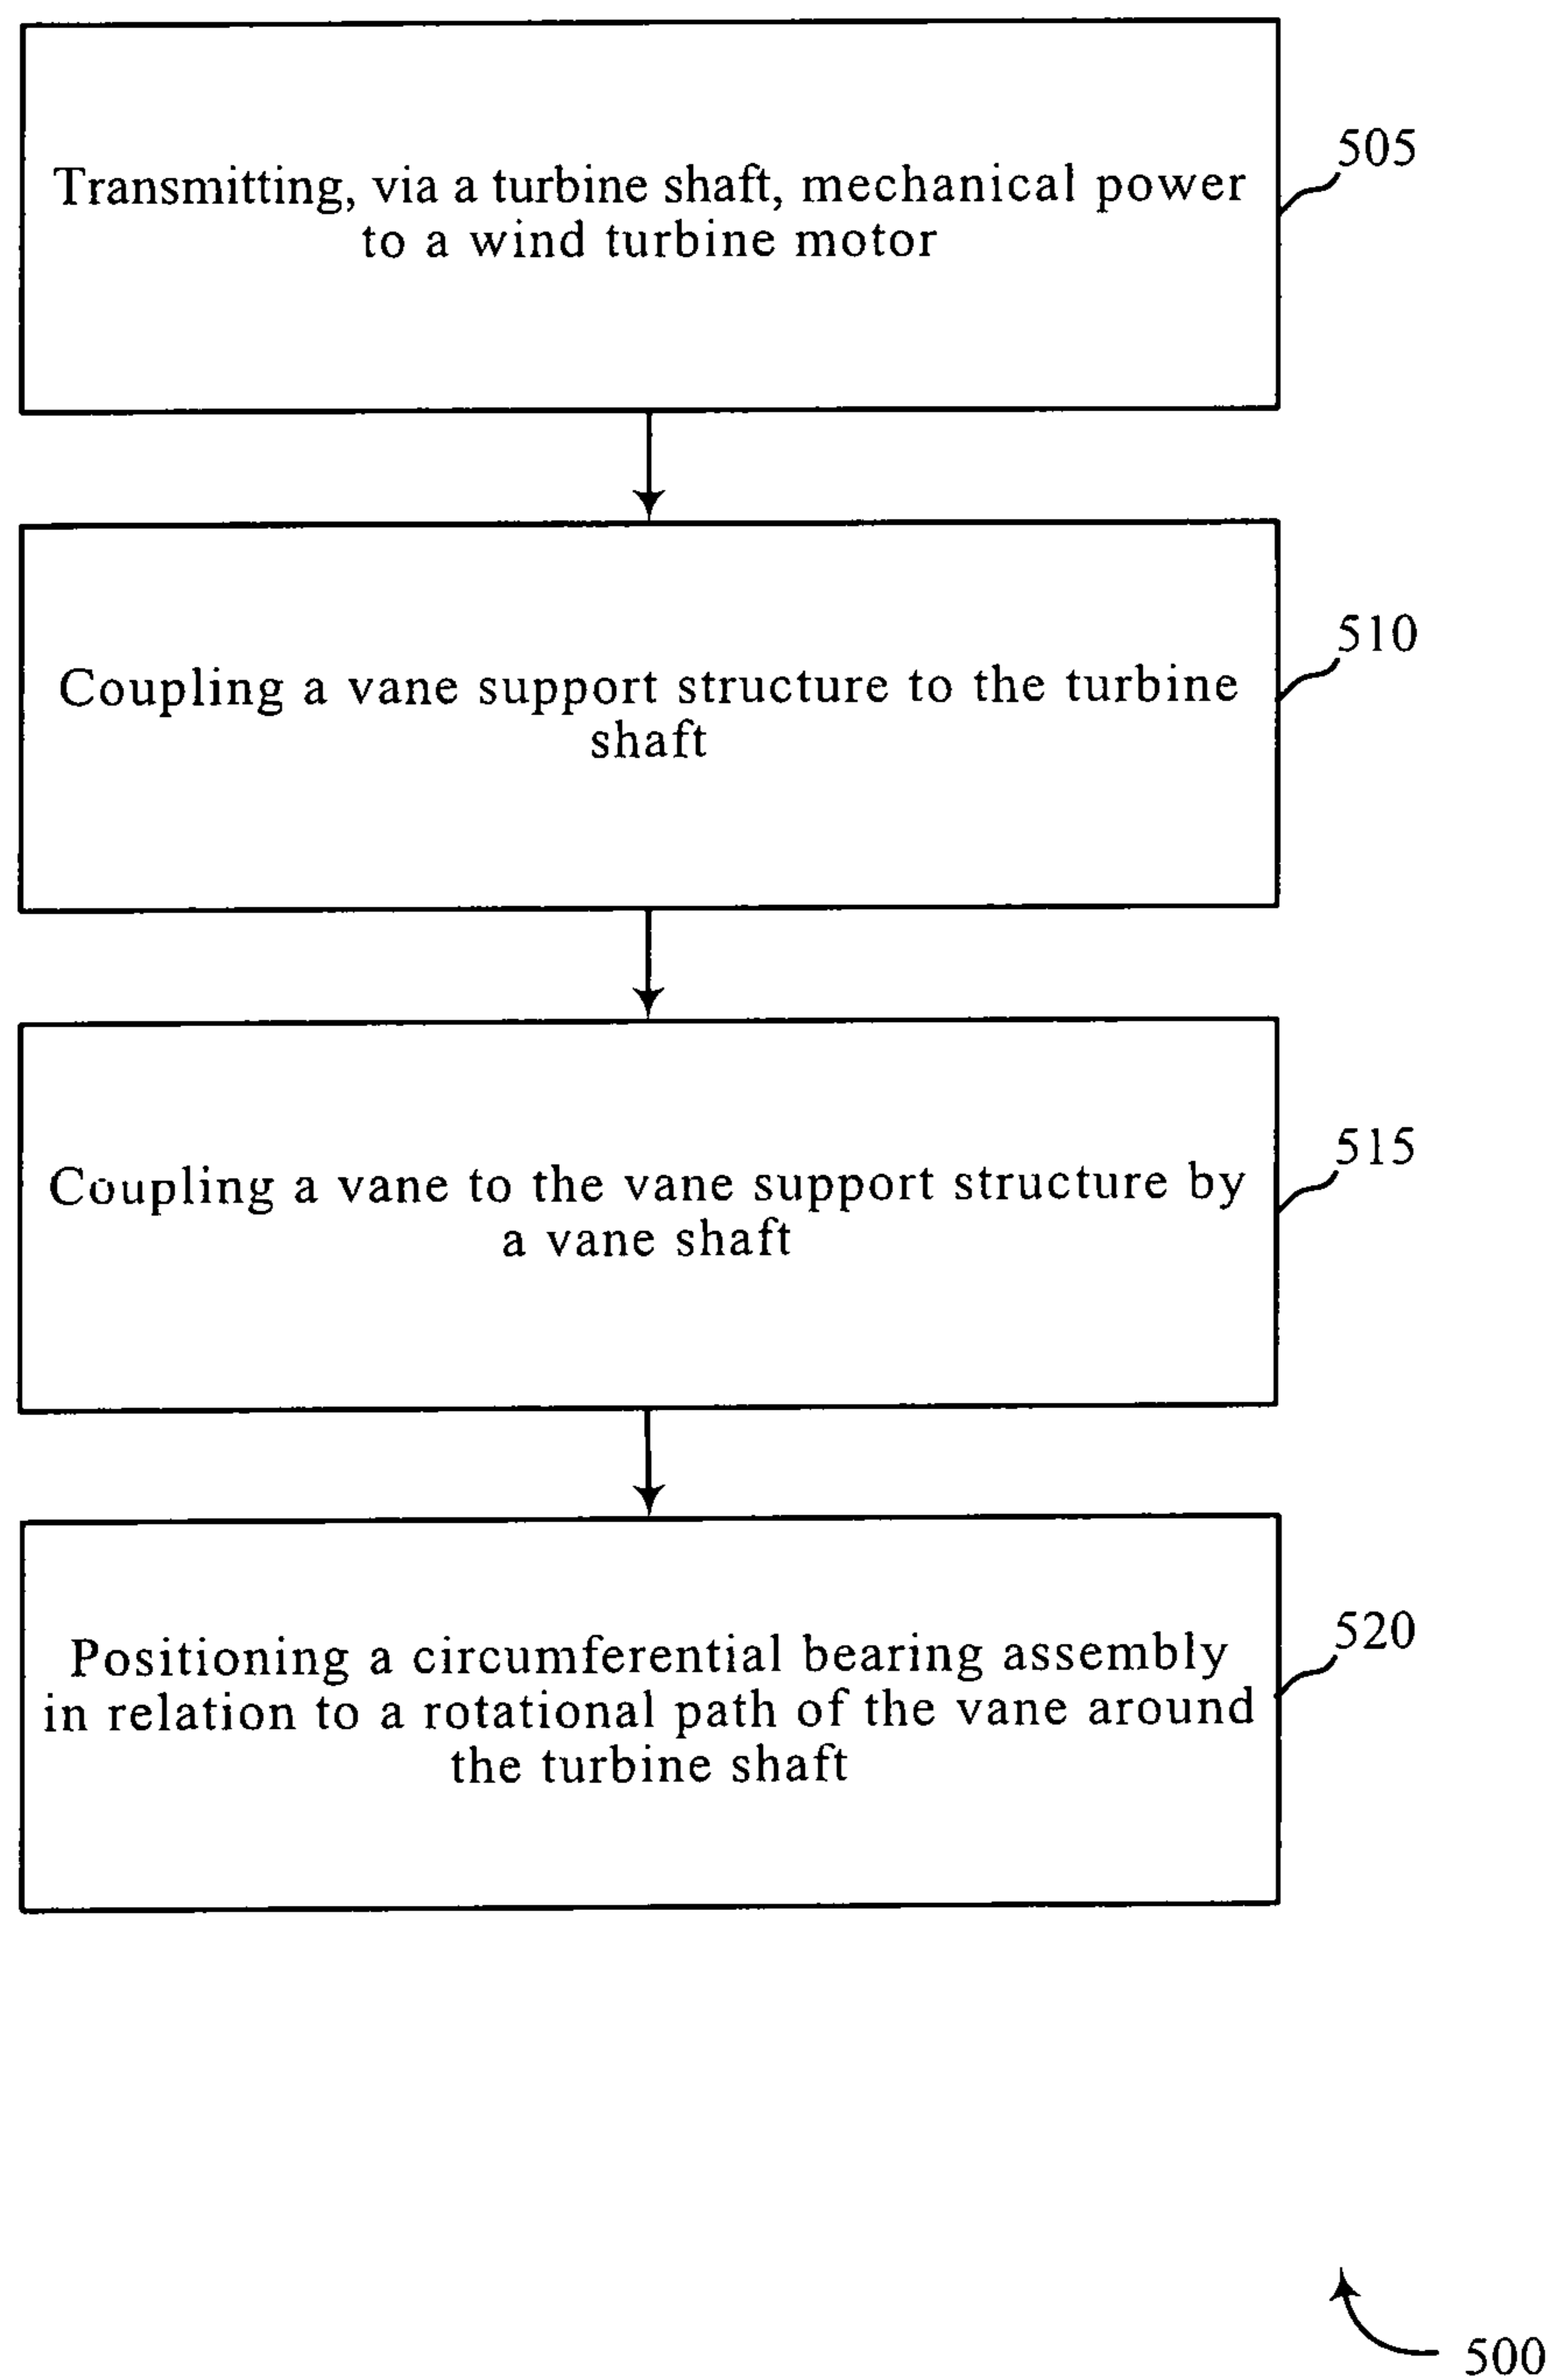 Transmitting, via a turbine shaft, mechanical power
to a wind turbine motor
505
Coupling a vane support structure to the turbine
shaft
510
Coupling a vane to the vane support structure by
a vane shaft
515
Positioning a circumferential bearing assembly
in relation to a rotational path of the vane around
the turbine shaft
520
500